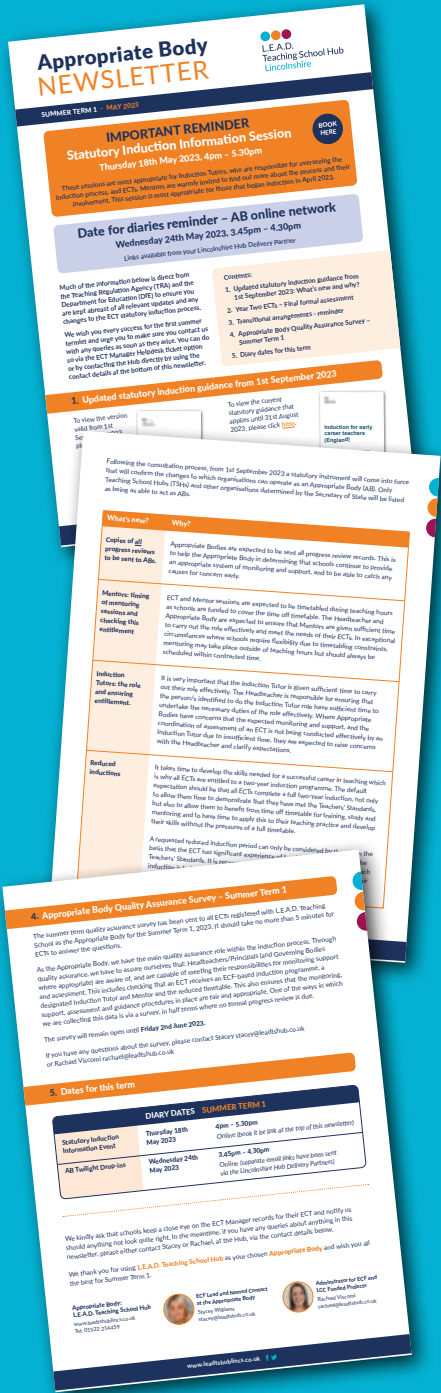 Appropriate Body
NEWSLETTER
L.E.A.D.
Teaching School Hub
Lincolnshire
SUMMER TERM 1 - MAY 2023
IMPORTANT REMINDER
Statutory Induction Information Session
Thursday 18th May 2023, 4pm – 5.30pm
BOOK
HERE
These sessions are most appropriate for Induction Tutors, who are responsible for overseeing the
induction process, and ECTs. Mentors are warmly invited to find out more about the process and their
involvement. This session is most appropriate for those that began induction in April 2023.
Date for diaries reminder – AB online network
Wednesday 24th May 2023, 3.45pm – 4.30pm
Links available from your Lincolnshire Hub Delivery Partner
Much of the information below is direct from
the Teaching Regulation Agency (TRA) and the
Department for Education (DfE) to ensure you
are kept abreast of all relevant updates and any
changes to the ECT statutory induction process.
We wish you every success for the first summer
termlet and urge you to make sure you contact us
with any queries as soon as they arise. You can do
so via the ECT Manager Helpdesk ticket option
or by contacting the Hub directly by using the
contact details at the bottom of this newsletter.
Contents:
1. Updated statutory induction guidance from
1st September 2023: What's new and why?
2. Year Two ECTs – Final formal assessment
3. Transitional arrangements - reminder
4. Appropriate Body Quality Assurance Survey –
Summer Term 1
5. Diary dates for this term
1. Updated statutory induction guidance from 1st September 2023
To view the version
valid from 1st
To view the current
statutory guidance that
applies until 31st August
2023, please click here.
Induction for early
career teachers
(England)
Following the consultation process, from 1st September 2023 a statutory instrument will come into force
that will confirm the changes to which organisations can operate as an Appropriate Body (AB). Only
Teaching School Hubs (TSHs) and other organisations determined by the Secretary of State will be listed
as being able to act as ABs.
What's new? Why?
Copies of all
progress reviews
to be sent to ABs.
Appropriate Bodies are expected to be sent all progress review records. This is
to help the Appropriate Body in determining that schools continue to provide
an appropriate system of monitoring and support, and to be able to catch any
causes for concern early.
Mentors: timing
of mentoring
sessions and
checking this
entitlement
ECT and Mentor sessions are expected to be timetabled during teaching hours
as schools are funded to cover the time off timetable. The Headteacher and
Appropriate Body are expected to ensure that Mentors are given sufficient time
to carry out the role effectively and meet the needs of their ECTs. In exceptional
circumstances where schools require flexibility due to timetabling constraints,
mentoring may take place outside of teaching hours but should always be
scheduled within contracted time.
Induction
Tutors: the role
and ensuring
entitlement.
It is very important that the Induction Tutor is given sufficient time to carry
out their role effectively. The Headteacher is responsible for ensuring that
the person/s identified to do the Induction Tutor role have sufficient time to
undertake the necessary duties of the role effectively. Where Appropriate
Bodies have concerns that the expected monitoring and support, and the
coordination of assessment of an ECT is not being conducted effectively by an
Induction Tutor due to insufficient time, they are expected to raise concerns
with the Headteacher and clarify expectations.
Reduced
inductions
It takes time to develop the skills needed for a successful career in teaching which
is why all ECTs are entitled to a two-year induction programme. The default
expectation should be that all ECTs complete a full two-year induction, not only
to allow them time to demonstrate that they have met the Teachers' Standards,
but also to allow them to benefit from time off timetable for training, study and
mentoring and to have time to apply this to their teaching practice and develop
their skills without the pressures of a full timetable.
A requested reduced induction period can only be considered by the
basis that the ECT has significant experience of
Teachers' Standards. It is
4. Appropriate Body Quality Assurance Survey – Summer Term 1
The summer term quality assurance survey has been sent to all ECTs registered with L.E.A.D. Teaching
School as the Appropriate Body for the Summer Term 1, 2023. It should take no more than 5 minutes for
ECTs to answer the questions.
As the Appropriate Body, we have the main quality assurance role within the induction process. Through
quality assurance, we have to assure ourselves that: Headteachers/Principals (and Governing Bodies
where appropriate) are aware of, and are capable of meeting their responsibilities for monitoring support
and assessment. This includes checking that an ECT receives an ECF-based induction programme, a
designated Induction Tutor and Mentor and the reduced timetable. This also ensures that the monitoring,
support, assessment and guidance procedures in place are fair and appropriate. One of the ways in which
we are collecting this data is via a survey, in half terms where no formal progress review is due.
The survey will remain open until Friday 2nd June 2023.
If you have any questions about the survey, please contact Stacey stacey@leadtshub.co.uk
or Rachael Viscomi rachael@leadtshub.co.uk
5. Dates for this term
DIARY DATES SUMMER TERM 1
Statutory Induction
Information Event
Thursday 18th
May 2023
4pm – 5.30pm
Online (book it be link at the top of this newsletter)
AB Twilight Drop-ins
Wednesday 24th
May 2023
3.45pm – 4.30pm
Online (separate email links have been sent
via the Lincolnshire Hub Delivery Partners)
We kindly ask that schools keep a close eye on the ECT Manager records for their ECT and notify us
should anything not look quite right. In the meantime, if you have any queries about anything in this
newsletter, please either contact Stacey or Rachael, at the Hub, via the contact details below.
We thank you for using L.E.A.D. Teaching School Hub as your chosen Appropriate Body and wish you all
the best for Summer Term 1.
Appropriate Body:
L.E.A.D. Teaching School Hub
www.leadtshublincs.co.uk
Tel: 01522 214459
ECT Lead and Named Contact
at the Appropriate Body
Stacey Williams
stacey@leadtshub.co.uk
Administrator for ECF and
UCC Funded Projects
Rachael Viscomi
rachael@leadtshub.co.uk
www.leadtshublincs.co.uk